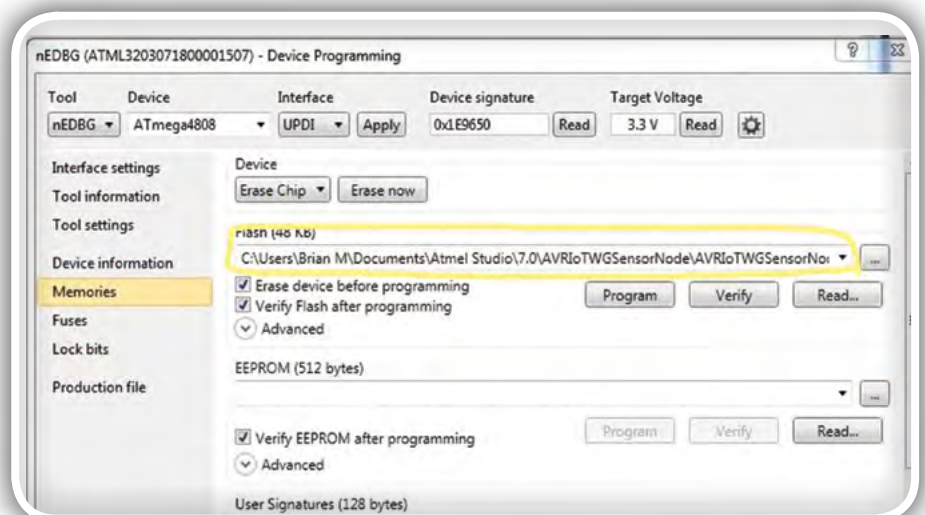 nEDBG (ATML3203071800001507) - Device Programming
Tool Device Interface Device signature Target Voltage
nEDBG ATmega4808 UPDI Apply 0x1E9650 Read 3.3 V Read
Interface settings
Tool information
Tool settings
Device information
Memories
Fuses
Lock bits
Production file
Device
Erase Chip Erase now
Flash (48 KB)
C:\Users\Brian M\Documents\Atmel Studio\7.0\AVRIoTWGSensorNode\AVRIoTWGSensorNo ...
Erase device before programming
Verify Flash after programming
Program Verify Read...
Advanced
EEPROM (512 bytes)
...
Verify EEPROM after programming
Program Verify Read...
Advanced
User Signatures (128 bytes)